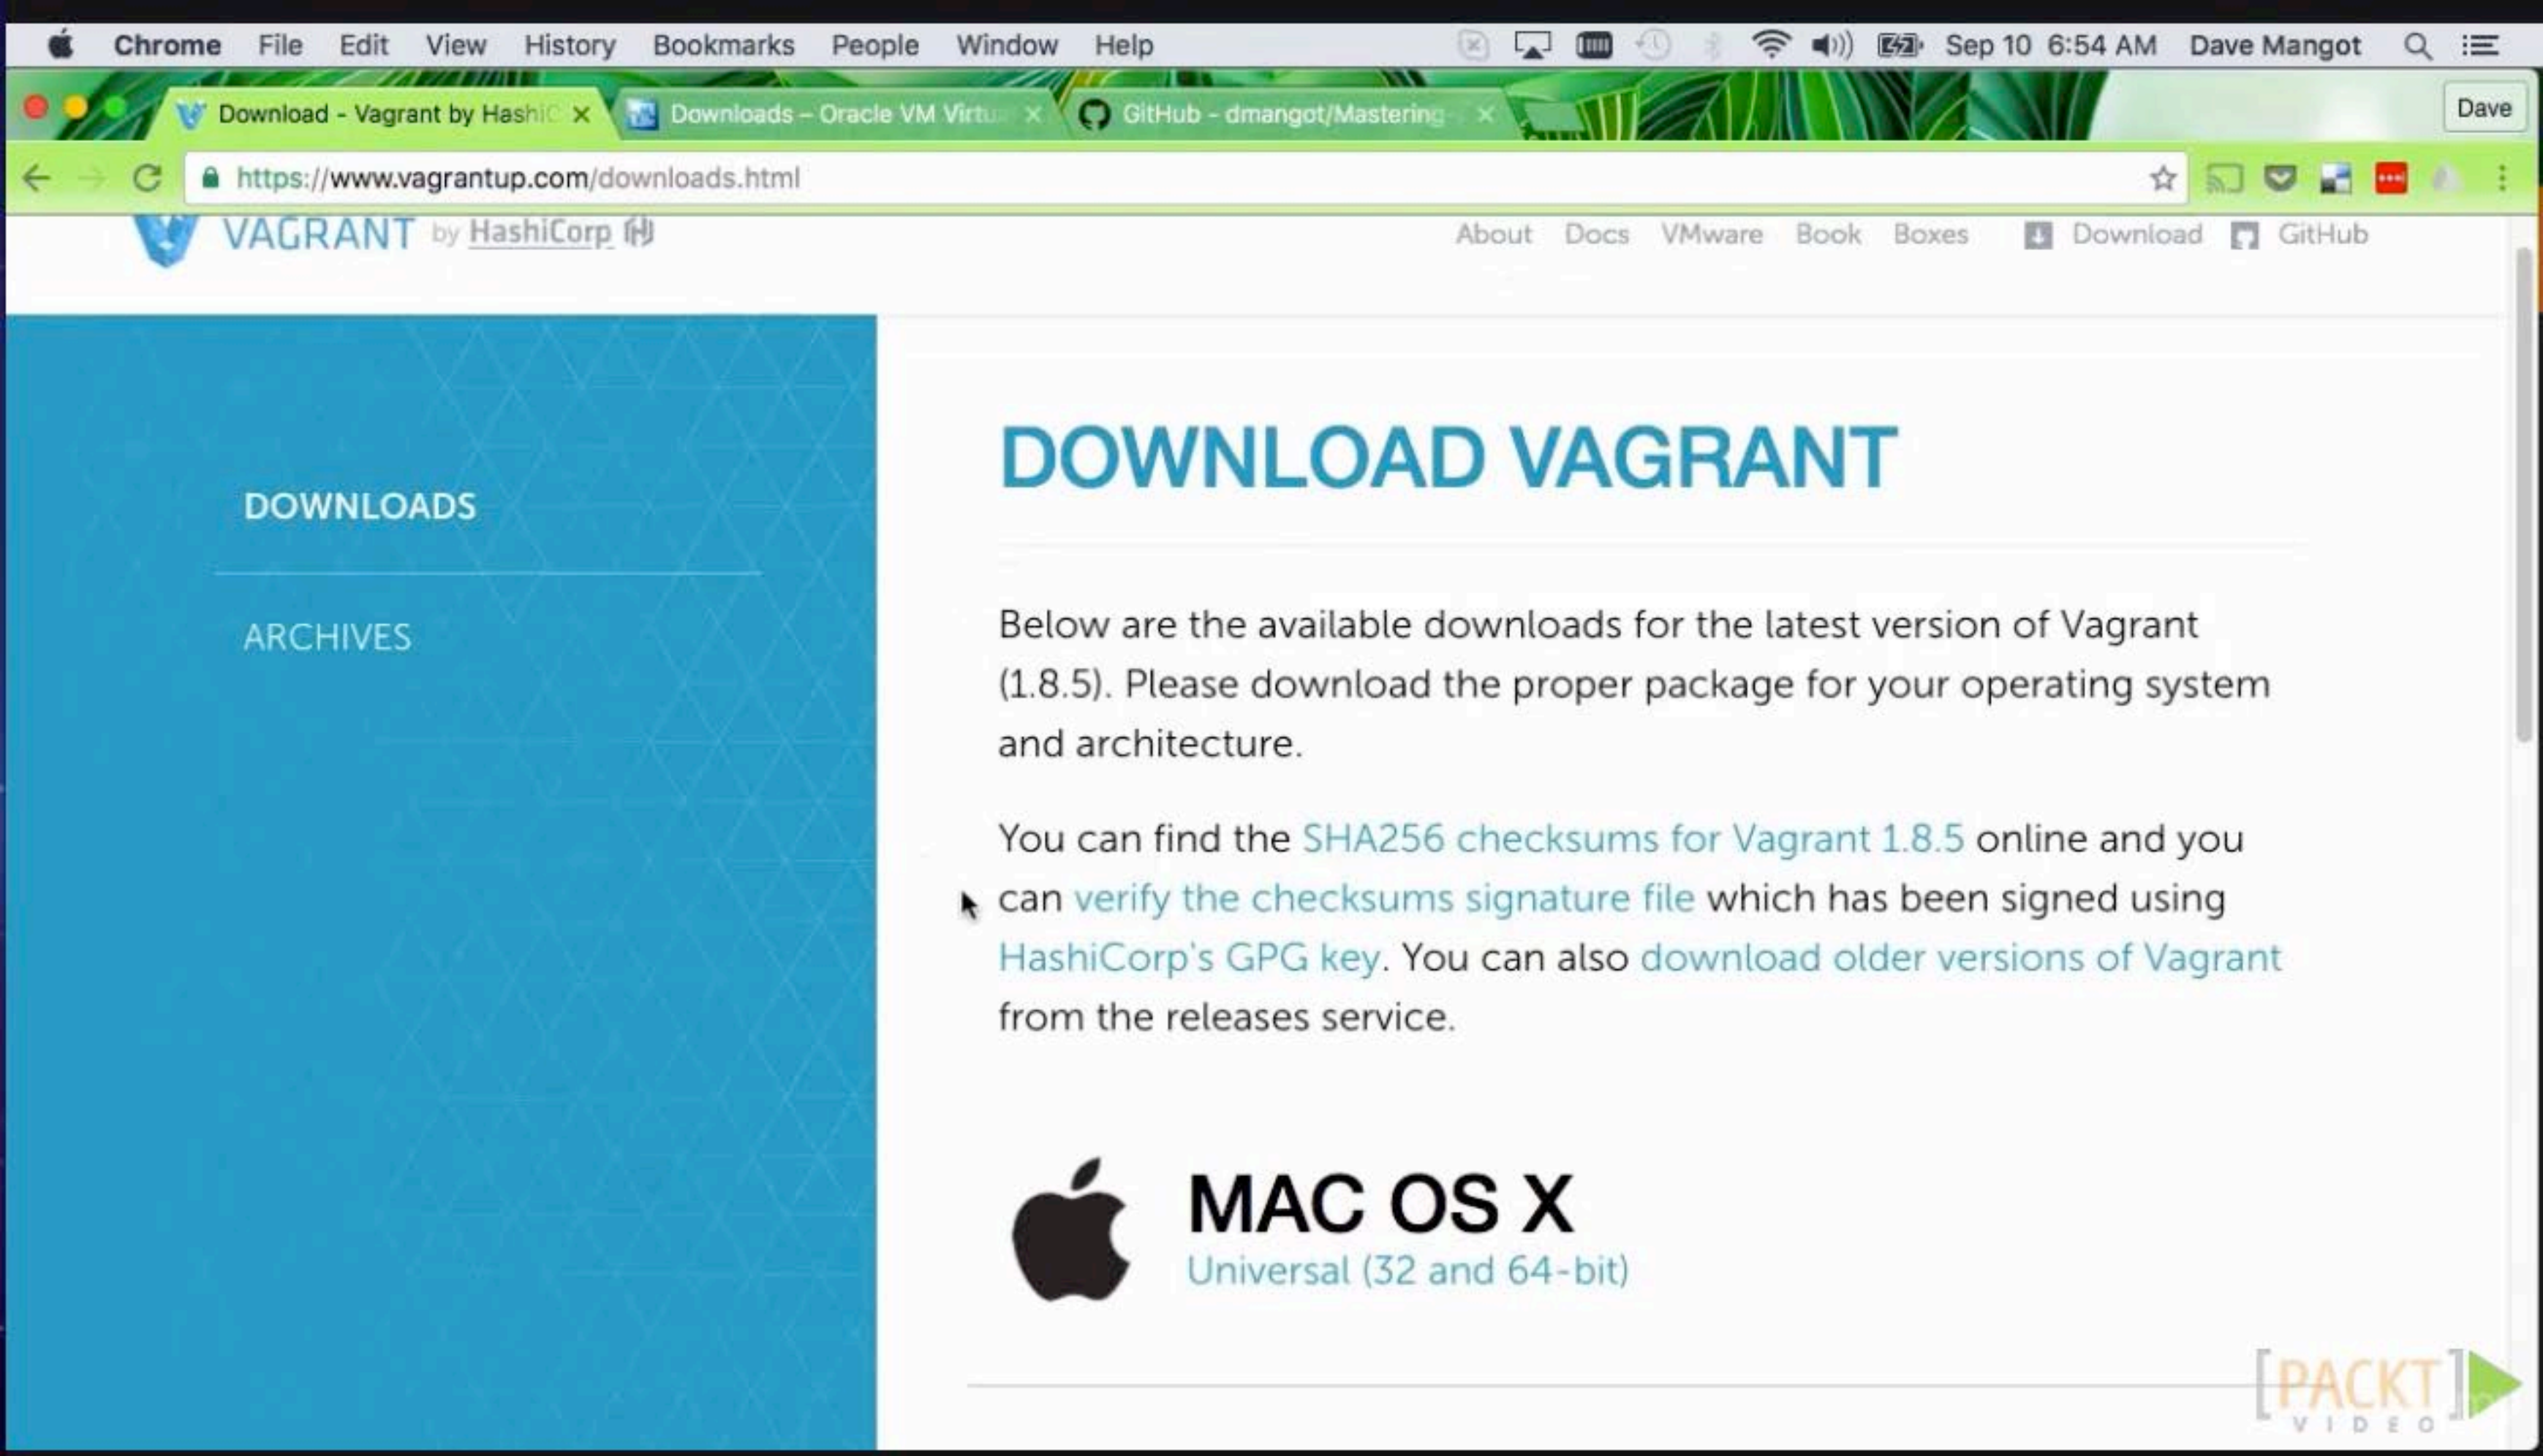 Chrome File Edit View History Bookmarks People Window Help Sep 10 6:54 AM Dave Mangot
Download - Vagrant by HashiC Downloads – Oracle VM Virtu GitHub - dmangot/Mastering- Dave
https://www.vagrantup.com/downloads.html
VAGRANT by HashiCorp About Docs VMware Book Boxes Download GitHub
DOWNLOADS
ARCHIVES
DOWNLOAD VAGRANT
Below are the available downloads for the latest version of Vagrant
(1.8.5). Please download the proper package for your operating system
and architecture.
You can find the SHA256 checksums for Vagrant 1.8.5 online and you
can verify the checksums signature file which has been signed using
HashiCorp's GPG key. You can also download older versions of Vagrant
from the releases service.
MAC OS X
Universal (32 and 64-bit)
[PACKT]
VIDEO